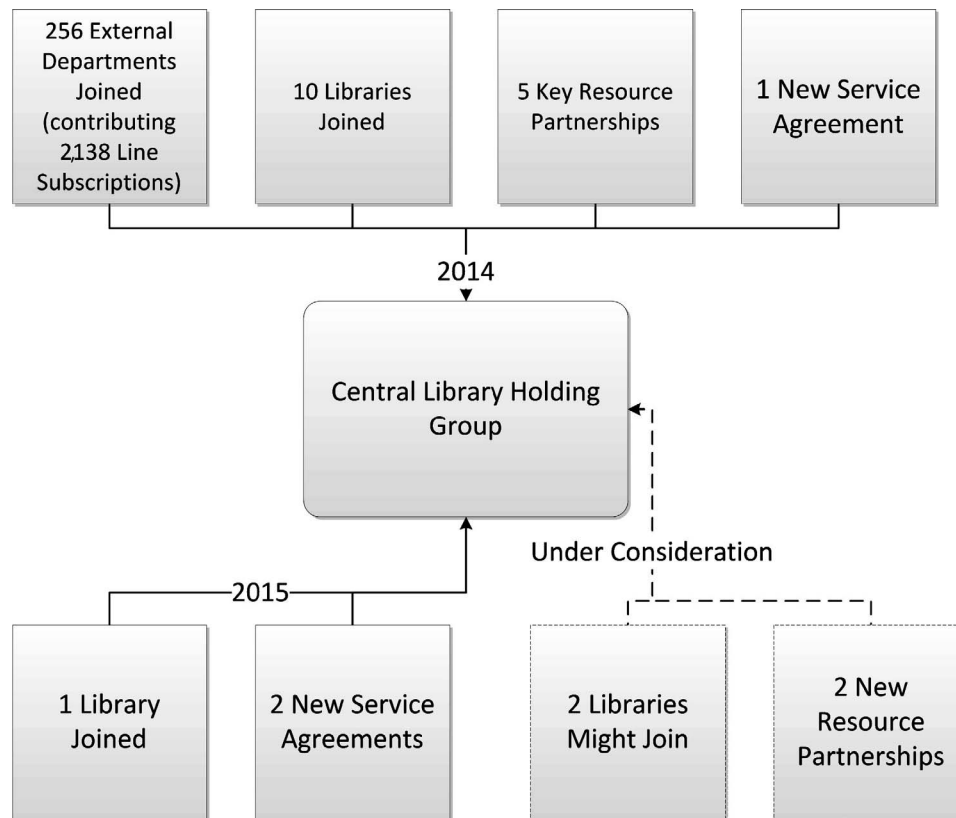 256 External
Departments
Joined
(contributing
2,138 Line
Subscriptions)
10 Libraries
Joined
5 Key Resource
Partnerships
1 New Service
Agreement
2014
Central Library Holding
Group
Under Consideration
2015
1 Library
Joined
2 New Service
Agreements
2 Libraries
Might Join
2 New
Resource
Partnerships